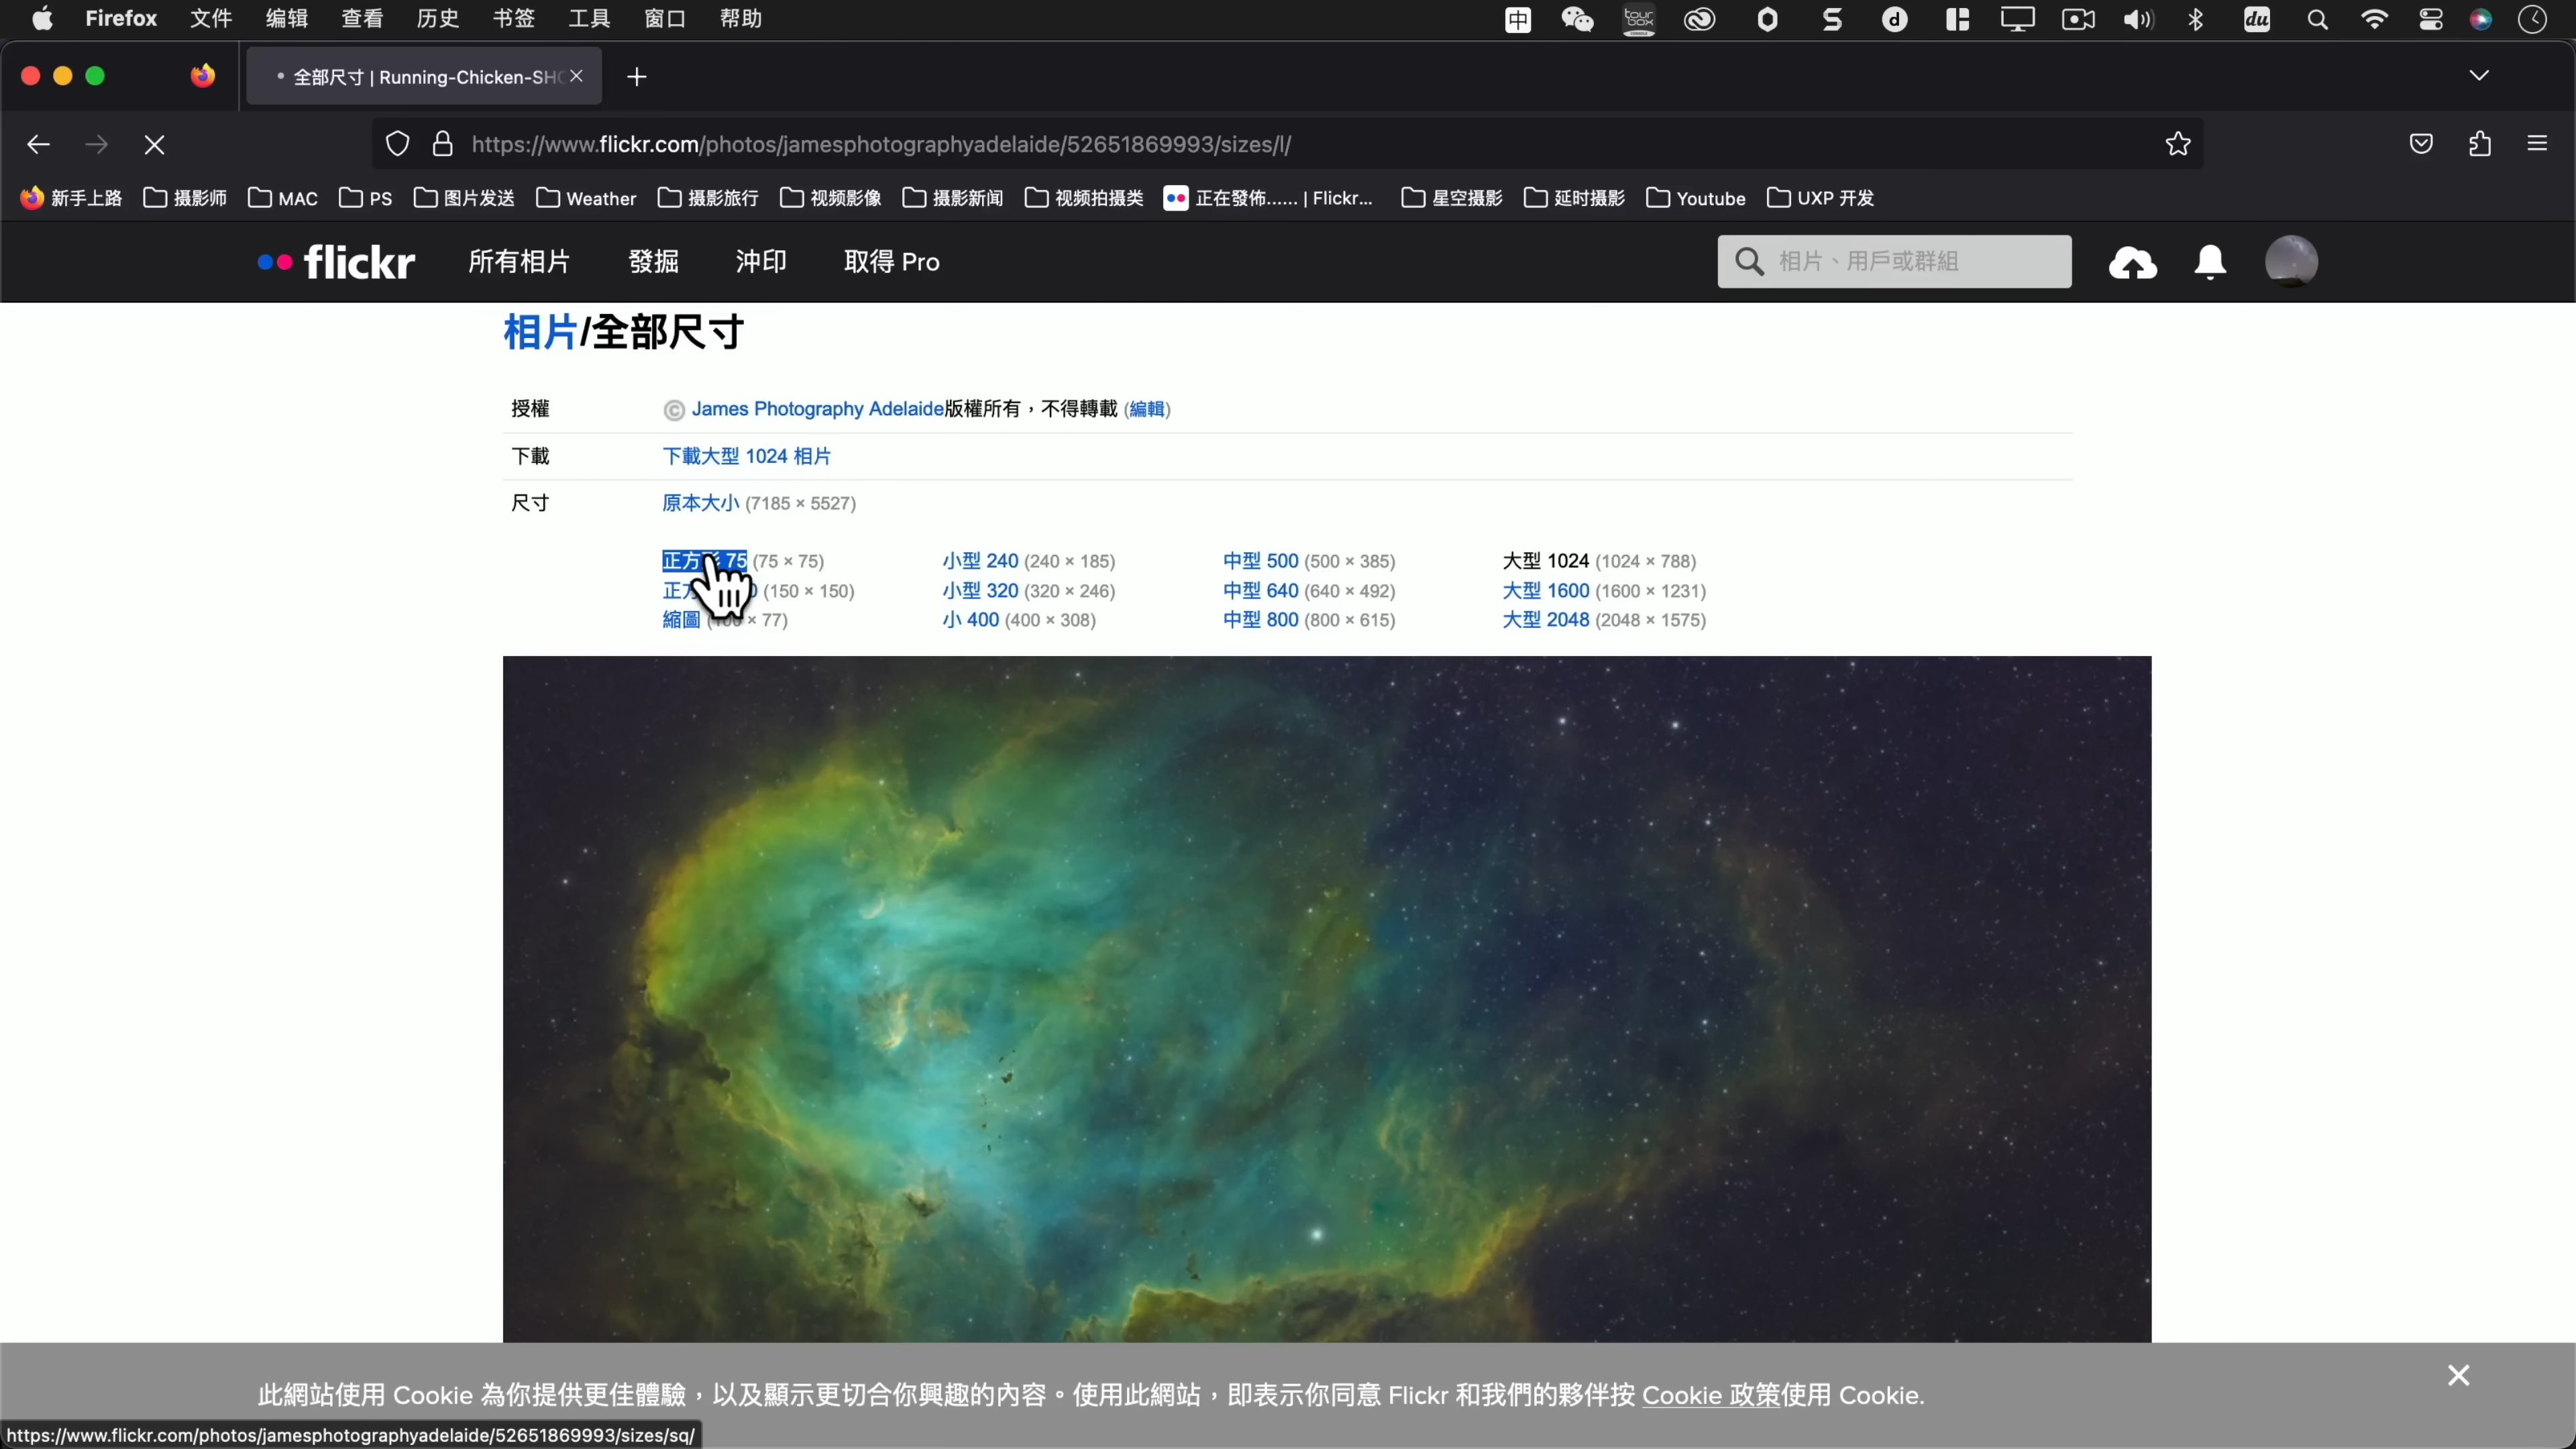 Firefox 文件 编辑 查看 历史 书签 工具 窗口 帮助 中 tour box CONSOLE S d du
全部尺寸 | Running-Chicken-SH
https://www.flickr.com/photos/jamesphotographyadelaide/52651869993/sizes/l/
新手上路 摄影师 MAC PS 图片发送 Weather 摄影旅行 视频影像 摄影新闻 视频拍摄类 正在發佈…… | Flickr... 星空摄影 延时摄影 Youtube UXP 开发
flickr 所有相片 發掘 沖印 取得 Pro 相片、用戶或群組
相片/全部尺寸
授權 © James Photography Adelaide版權所有，不得轉載 (編輯)
下載 下載大型 1024 相片
尺寸 原本大小 (7185 × 5527)
正方形 75 (75 × 75) 小型 240 (240 × 185) 中型 500 (500 × 385) 大型 1024 (1024 × 788)
正方 (150 × 150) 小型 320 (320 × 246) 中型 640 (640 × 492) 大型 1600 (1600 × 1231)
縮圖 (100 × 77) 小 400 (400 × 308) 中型 800 (800 × 615) 大型 2048 (2048 × 1575)
此網站使用 Cookie 為你提供更佳體驗，以及顯示更切合你興趣的內容。使用此網站，即表示你同意 Flickr 和我們的夥伴按 Cookie 政策使用 Cookie.
https://www.flickr.com/photos/jamesphotographyadelaide/52651869993/sizes/sq/